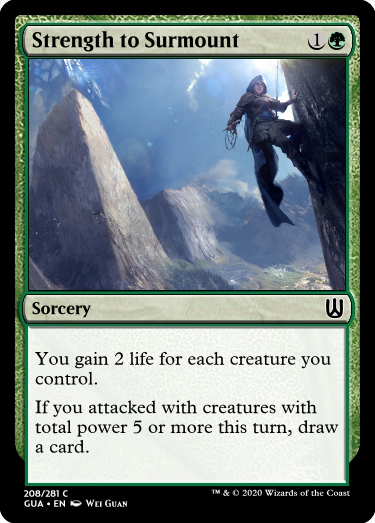 Strength to Surmount 1
Sorcery
You gain 2 life for each creature you
control.
If you attacked with creatures with
total power 5 or more this turn, draw
a card.
208/281 C
GUA • EN Wei Guan
™ & © 2020 Wizards of the Coast